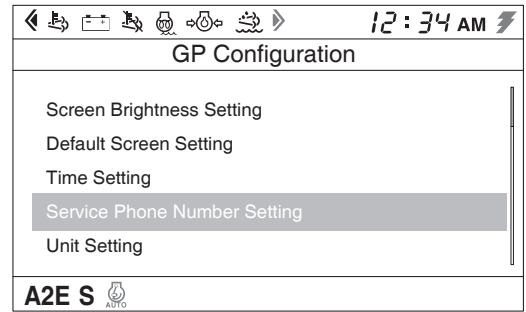 12:34 AM
GP Configuration
Screen Brightness Setting
Default Screen Setting
Time Setting
Service Phone Number Setting
Unit Setting
A2E S AUTO